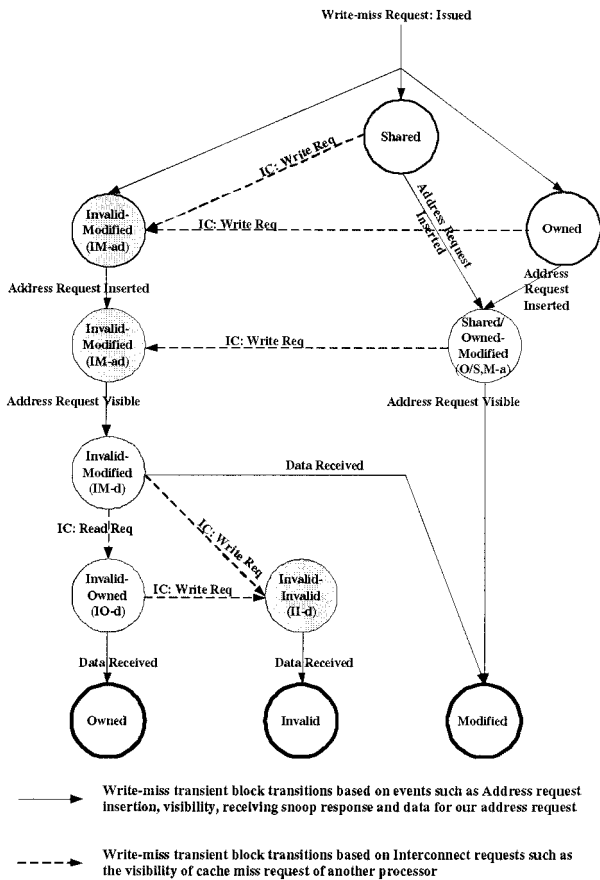 Write-miss Request: Issued
Shared
IC: Write Req
Address Request
Inserted
Invalid-
Modified
(IM-ad)
IC: Write Req
Owned
Address Request Inserted
Address
Request
Inserted
Invalid-
Modified
(IM-ad)
IC: Write Req
Shared/
Owned-
Modified
(O/S,M-a)
Address Request Visible
Address Request Visible
Invalid-
Modified
(IM-d)
Data Received
IC: Read Req
IC: Write Req
Invalid-
Owned
(IO-d)
IC: Write Req
Invalid-
Invalid
(II-d)
Data Received
Data Received
Owned
Invalid
Modified
Write-miss transient block transitions based on events such as Address request
insertion, visibility, receiving snoop response and data for our address request
Write-miss transient block transitions based on Interconnect requests such as
the visibility of cache miss request of another processor